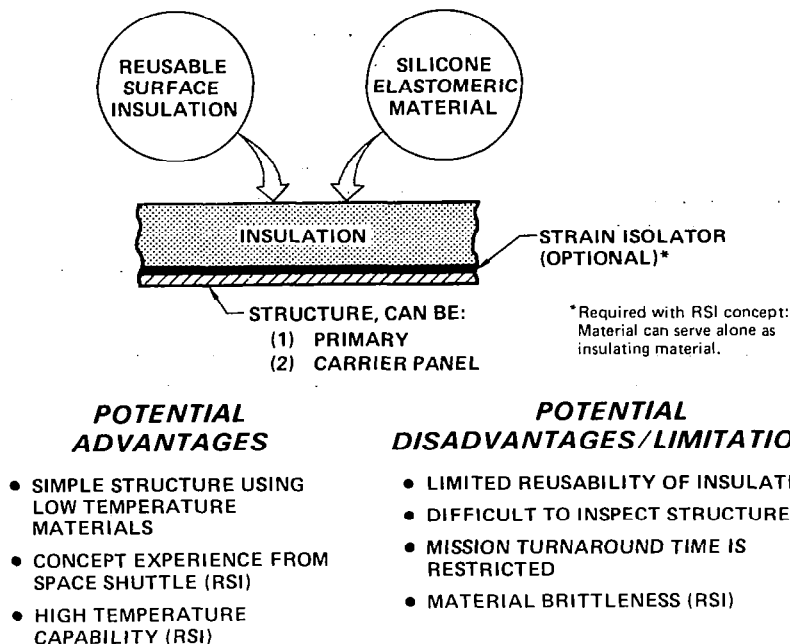 REUSABLE
SURFACE
INSULATION
SILICONE
ELASTOMERIC
MATERIAL
INSULATION
STRAIN ISOLATOR
(OPTIONAL)*
STRUCTURE, CAN BE:
(1) PRIMARY
(2) CARRIER PANEL
*Required with RSI concept:
Material can serve alone as
insulating material.
POTENTIAL
ADVANTAGES
• SIMPLE STRUCTURE USING
LOW TEMPERATURE
MATERIALS
• CONCEPT EXPERIENCE FROM
SPACE SHUTTLE (RSI)
• HIGH TEMPERATURE
CAPABILITY (RSI)
POTENTIAL
DISADVANTAGES/LIMITATIO
• LIMITED REUSABILITY OF INSULATI
• DIFFICULT TO INSPECT STRUCTURE
• MISSION TURNAROUND TIME IS
RESTRICTED
• MATERIAL BRITTLENESS (RSI)